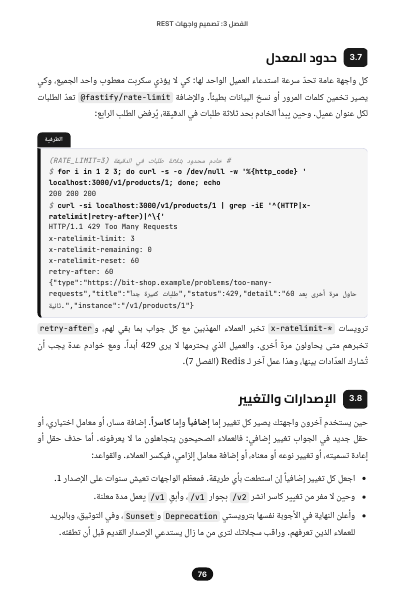 الفصل 3: تصميم واجهات REST
3.7 حدود المعدل
كل واجهة عامة تحدّ سرعة استدعاء العميل الواحد لها: كي لا يؤذي سكربت معطوب واحد الجميع، وكي
يصير تخمين كلمات المرور أو نسخ البيانات بطيئاً. والإضافة @fastify/rate-limit تعدّ الطلبات
لكل عنوان عميل. وحين يبدأ الخادم بحد ثلاثة طلبات في الدقيقة، يُرفض الطلب الرابع:
الطرفية
# خادم محدود بثلاثة طلبات في الدقيقة (RATE_LIMIT=3)
$ for i in 1 2 3; do curl -s -o /dev/null -w '%{http_code} '
localhost:3000/v1/products/1; done; echo
200 200 200
$ curl -si localhost:3000/v1/products/1 | grep -iE '^(HTTP|x-
ratelimit|retry-after)|^\{'
HTTP/1.1 429 Too Many Requests
x-ratelimit-limit: 3
x-ratelimit-remaining: 0
x-ratelimit-reset: 60
retry-after: 60
{"type":"https://bit-shop.example/problems/too-many-
requests","title":"طلبات كثيرة جداً","status":429,"detail":"حاول مرة أخرى بعد 60
ثانية.","instance":"/v1/products/1"}
ترويسات x-ratelimit-* تخبر العملاء المهذبين مع كل جواب بما بقي لهم، و retry-after
تخبرهم متى يحاولون مرة أخرى. والعميل الذي يحترمها لا يرى 429 أبداً. ومع خوادم عدة يجب أن
تُشارك العدّادات بينها، وهذا عمل آخر لـ Redis (الفصل 7).
3.8 الإصدارات والتغيير
حين يستخدم آخرون واجهتك يصير كل تغيير إما إضافياً وإما كاسراً. إضافة مسار، أو معامل اختياري، أو
حقل جديد في الجواب تغيير إضافي: فالعملاء الصحيحون يتجاهلون ما لا يعرفونه. أما حذف حقل أو
إعادة تسميته، أو تغيير نوعه أو معناه، أو إضافة معامل إلزامي، فيكسر العملاء. والقواعد:
• اجعل كل تغيير إضافياً إن استطعت بأي طريقة. فمعظم الواجهات تعيش سنوات على الإصدار 1.
• وحين لا مفر من تغيير كاسر انشر /v2 بجوار /v1، وأبقِ /v1 يعمل مدة معلنة.
• وأعلن النهاية في الأجوبة نفسها بترويستي Deprecation و Sunset، وفي التوثيق، وبالبريد
للعملاء الذين تعرفهم. وراقب سجلاتك لترى من ما زال يستدعي الإصدار القديم قبل أن تطفئه.
76